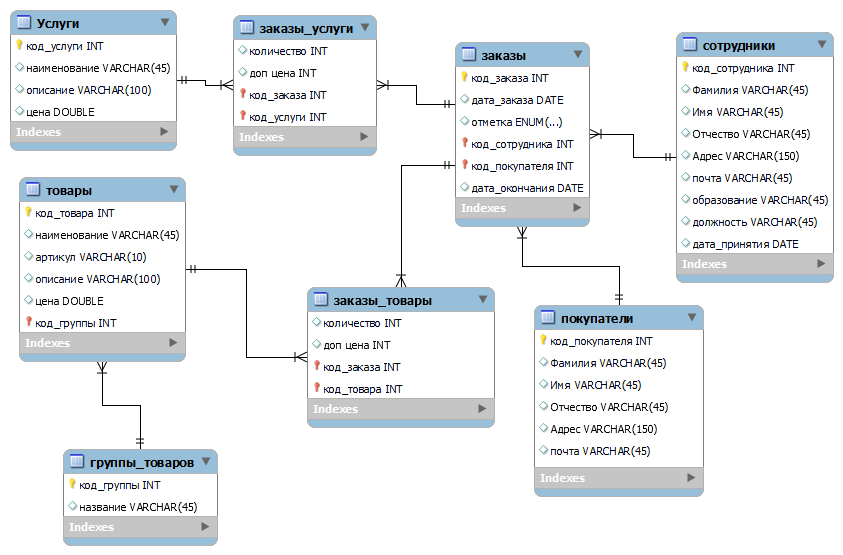 Услуги
код_услуги INT
наименование VARCHAR(45)
описание VARCHAR(100)
цена DOUBLE
Indexes
заказы_услуги
количество INT
доп цена INT
код_заказа INT
код_услуги INT
Indexes
заказы
код_заказа INT
дата_заказа DATE
отметка ENUM(...)
код_сотрудника INT
код_покупателя INT
дата_окончания DATE
Indexes
сотрудники
код_сотрудника INT
Фамилия VARCHAR(45)
Имя VARCHAR(45)
Отчество VARCHAR(45)
Адрес VARCHAR(150)
почта VARCHAR(45)
образование VARCHAR(45)
должность VARCHAR(45)
дата_принятия DATE
Indexes
товары
код_товара INT
наименование VARCHAR(45)
артикул VARCHAR(10)
описание VARCHAR(100)
цена DOUBLE
код_группы INT
Indexes
заказы_товары
количество INT
доп цена INT
код_заказа INT
код_товара INT
Indexes
покупатели
код_покупателя INT
Фамилия VARCHAR(45)
Имя VARCHAR(45)
Отчество VARCHAR(45)
Адрес VARCHAR(150)
почта VARCHAR(45)
Indexes
группы_товаров
код_группы INT
название VARCHAR(45)
Indexes